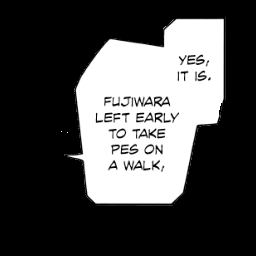 YES,
IT IS.
FUJIWARA
LEFT EARLY
TO TAKE
PES ON
A WALK,